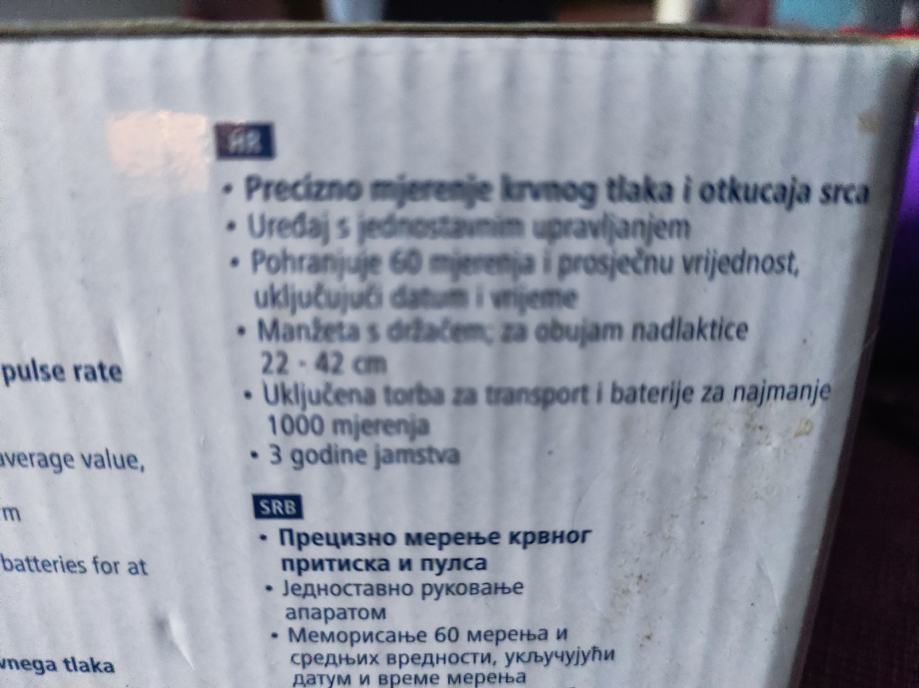 pulse rate
average value,
m
batteries for at
vnega tlaka
HR
• Precizno mjerenje krvnog tlaka i otkucaja srca
• Uređaj s jednostavnim upravljanjem
• Pohranjuje 60 mjerenja i prosječnu vrijednost,
uključujući datum i vrijeme
• Manžeta s držačem; za obujam nadlaktice
22 - 42 cm
• Uključena torba za transport i baterije za najmanje
1000 mjerenja
• 3 godine jamstva
SRB
• Прецизно мерење крвног
притиска и пулса
• Једноставно руковање
апаратом
• Меморисање 60 мерења и
средњих вредности, укључујући
датум и време мерења